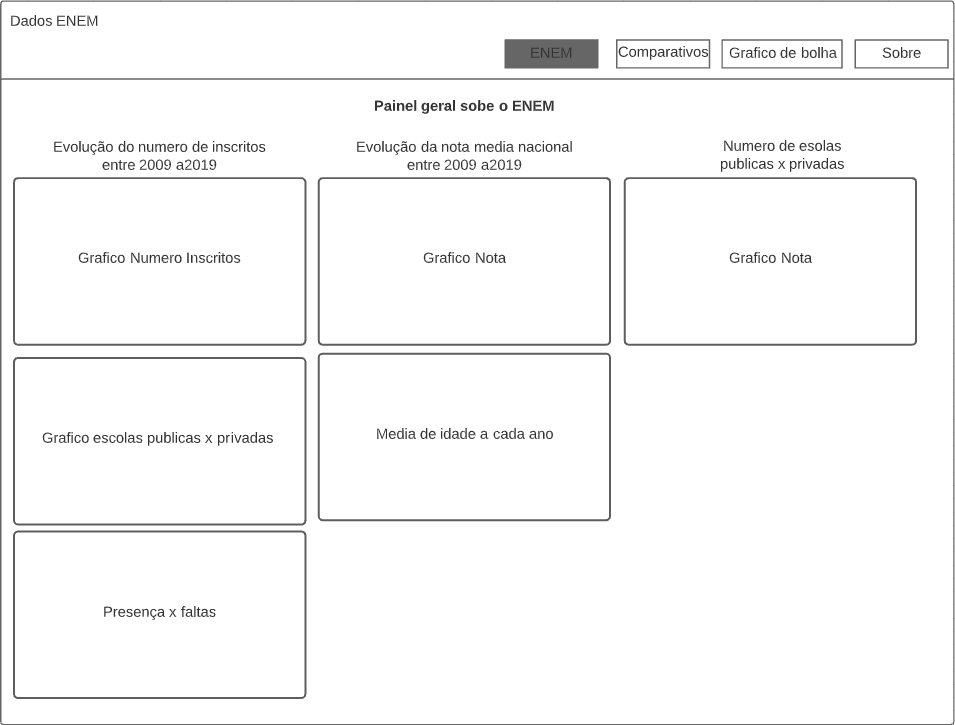 Dados ENEM
ENEM
Comparativos
Grafico de bolha
Sobre
Painel geral sobe o ENEM
Evolução do numero de inscritos
entre 2009 a2019
Evolução da nota media nacional
entre 2009 a2019
Numero de esolas
publicas x privadas
Grafico Numero Inscritos
Grafico Nota
Grafico Nota
Grafico escolas publicas x privadas
Media de idade a cada ano
Presença x faltas